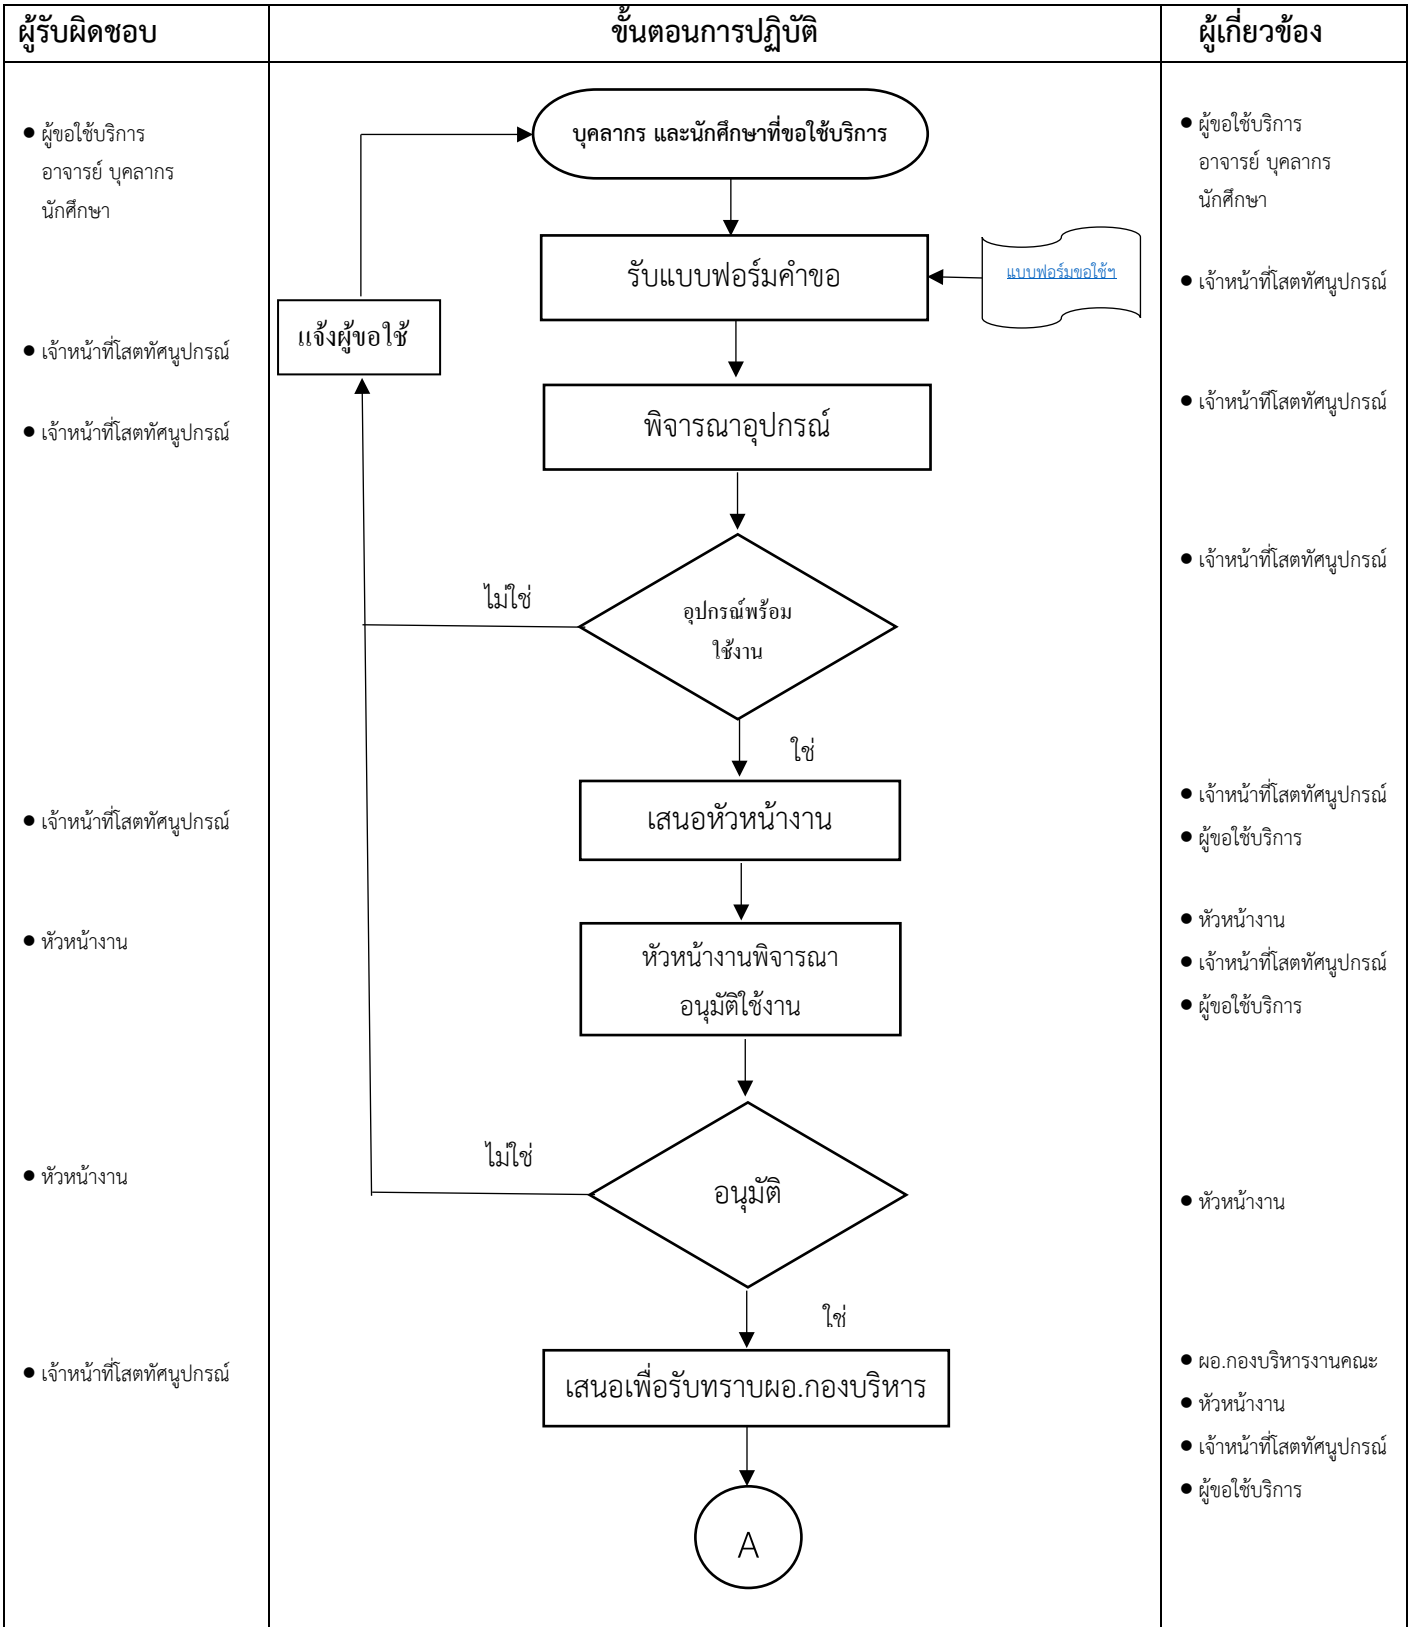 ผู้รับผิดชอบ
ขั้นตอนการปฏิบัติ
ผู้เกี่ยวข้อง
● ผู้ขอใช้บริการ
อาจารย์ บุคลากร
นักศึกษา
● เจ้าหน้าที่โสตทัศนูปกรณ์
● เจ้าหน้าที่โสตทัศนูปกรณ์
● เจ้าหน้าที่โสตทัศนูปกรณ์
● หัวหน้างาน
● หัวหน้างาน
● เจ้าหน้าที่โสตทัศนูปกรณ์
บุคลากร และนักศึกษาที่ขอใช้บริการ
รับแบบฟอร์มคำขอ
แบบฟอร์มขอใช้ฯ
แจ้งผู้ขอใช้
พิจารณาอุปกรณ์
ไม่ใช่
อุปกรณ์พร้อม
ใช้งาน
ใช่
เสนอหัวหน้างาน
หัวหน้างานพิจารณา
อนุมัติใช้งาน
ไม่ใช่
อนุมัติ
ใช่
เสนอเพื่อรับทราบผอ.กองบริหาร
A
● ผู้ขอใช้บริการ
อาจารย์ บุคลากร
นักศึกษา
● เจ้าหน้าที่โสตทัศนูปกรณ์
● เจ้าหน้าที่โสตทัศนูปกรณ์
● เจ้าหน้าที่โสตทัศนูปกรณ์
● เจ้าหน้าที่โสตทัศนูปกรณ์
● ผู้ขอใช้บริการ
● หัวหน้างาน
● เจ้าหน้าที่โสตทัศนูปกรณ์
● ผู้ขอใช้บริการ
● หัวหน้างาน
● ผอ.กองบริหารงานคณะ
● หัวหน้างาน
● เจ้าหน้าที่โสตทัศนูปกรณ์
● ผู้ขอใช้บริการ